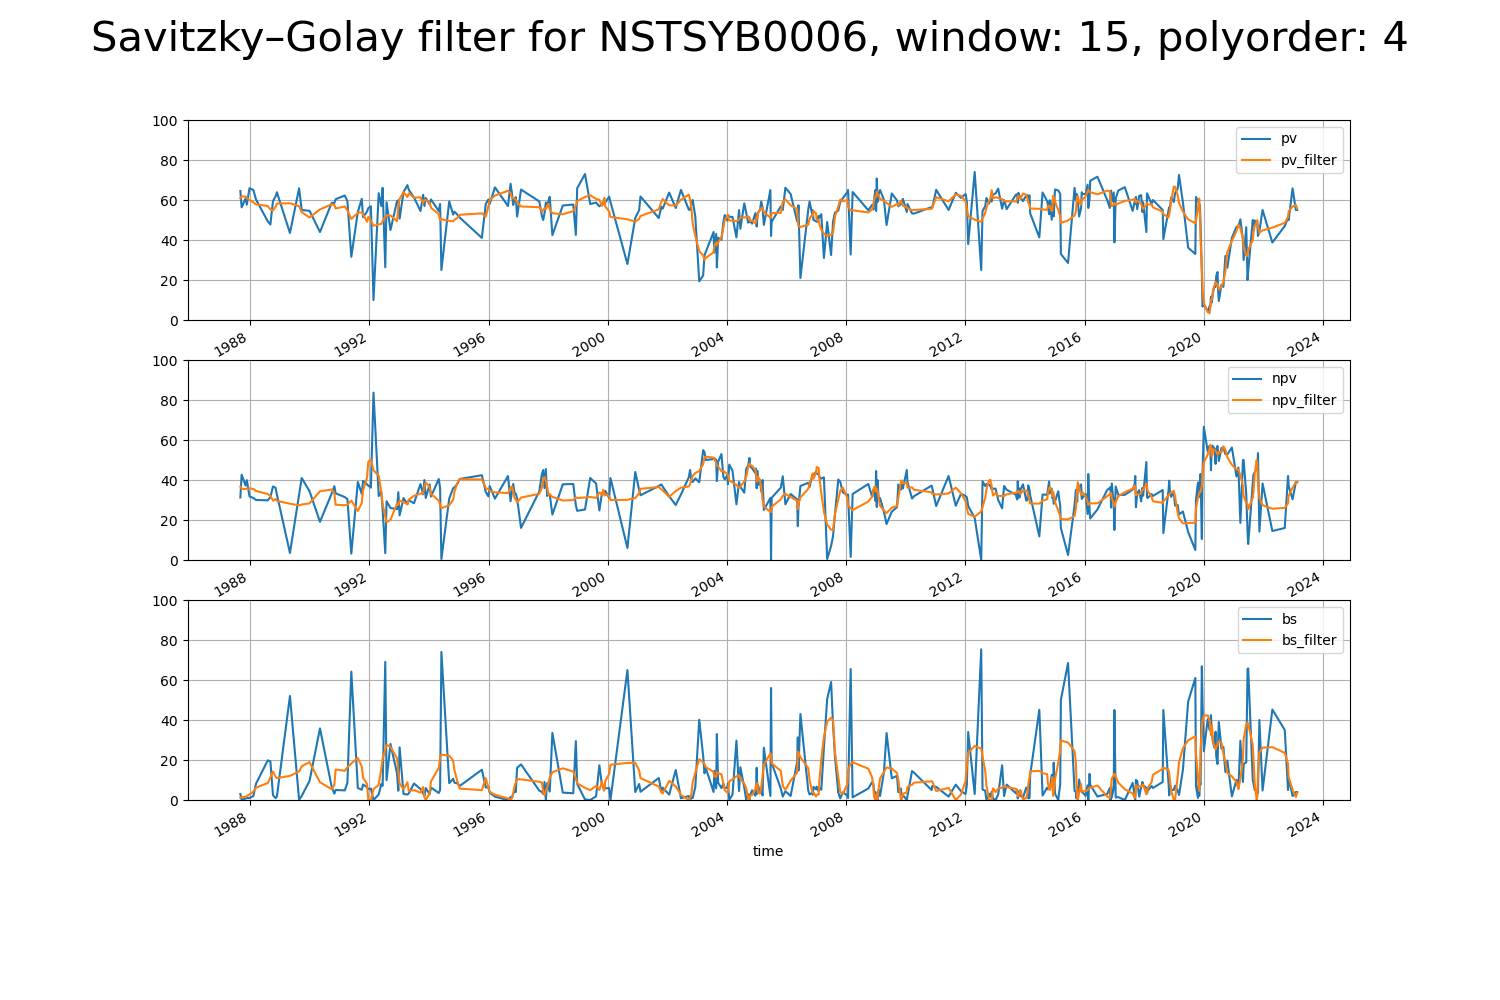 Savitzky–Golay filter for NSTSYB0006, window: 15, polyorder: 4
100
80
60
40
20
0
pv
pv_filter
1988 1992 1996 2000 2004 2008 2012 2016 2020 2024
100
80
60
40
20
0
npv
npv_filter
1988 1992 1996 2000 2004 2008 2012 2016 2020 2024
100
80
60
40
20
0
bs
bs_filter
1988 1992 1996 2000 2004 2008 2012 2016 2020 2024
time